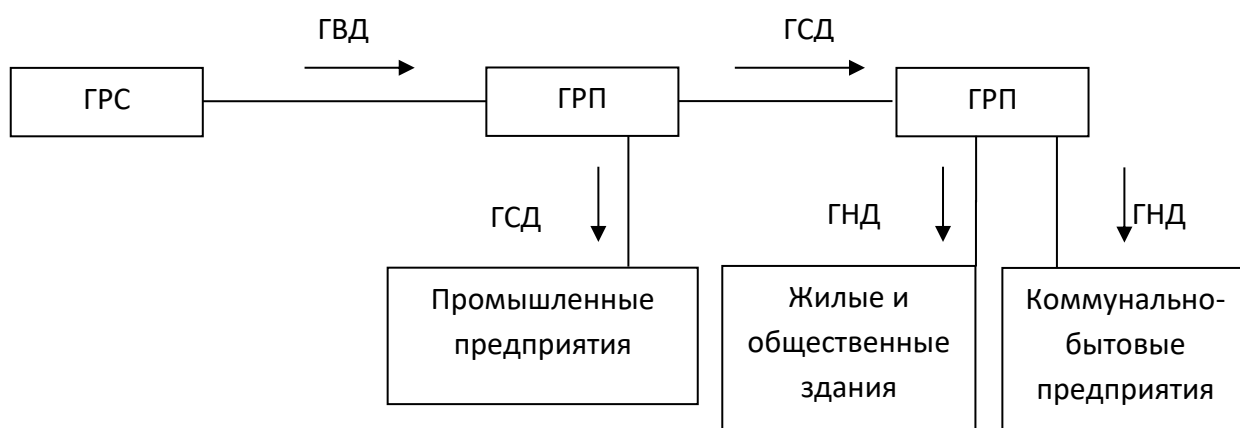 ГВД
ГСД
ГРС
ГРП
ГРП
ГСД
ГНД
ГНД
Промышленные
предприятия
Жилые и
общественные
здания
Коммунально-
бытовые
предприятия